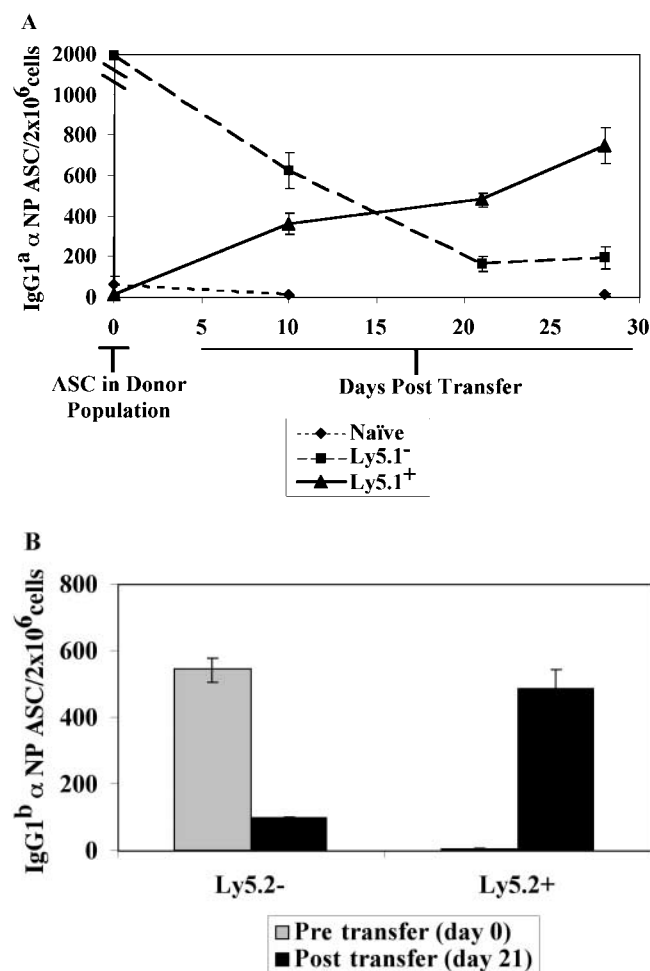 A
IgG1a α NP ASC/2x106cells
2000
1000
800
600
400
200
0
0 5 10 15 20 25 30
ASC in Donor
Population
Days Post Transfer
Naïve
Ly5.1-
Ly5.1+
B
IgG1b α NP ASC/2x106cells
800
600
400
200
0
Ly5.2- Ly5.2+
Pre transfer (day 0)
Post transfer (day 21)